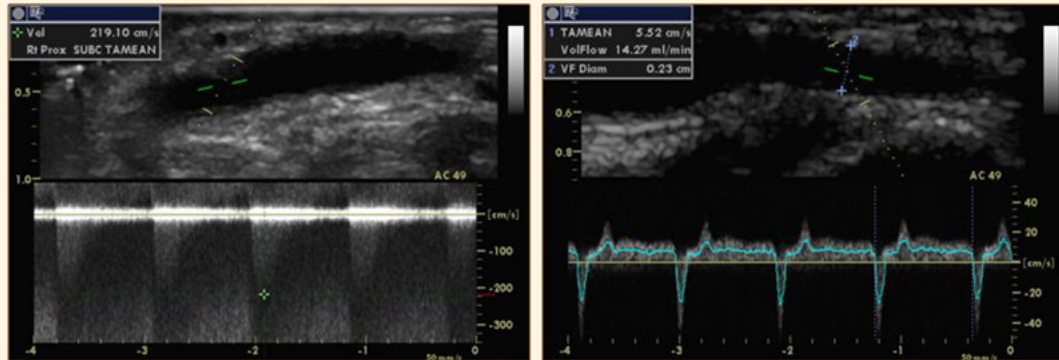 Vel 219.10 cm/s
Rt Prox SUBC TAMEAN
0.5
1.0
AC 49
[cm/s]
-100
-200
-300
-4
-3
-2
-1
0
50 mm/s
1 TAMEAN 5.52 cm/s
VolFlow 14.27 ml/min
2 VF Diam 0.23 cm
2
0.6
0.8
AC 49
40
20
[cm/s]
-20
-40
-4
-3
-2
-1
0
50 mm/s